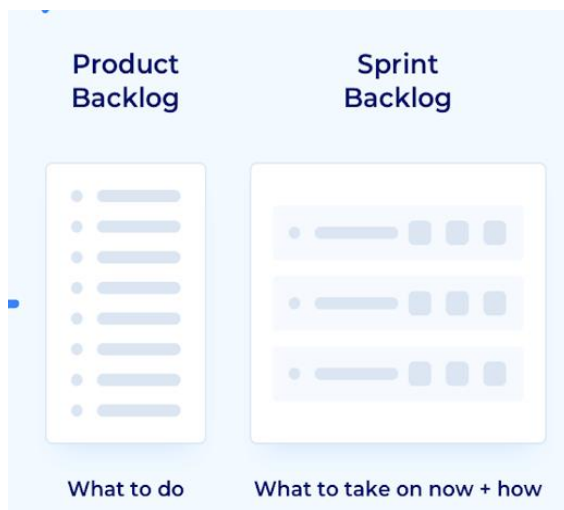 Product
Backlog
Sprint
Backlog
What to do
What to take on now + how